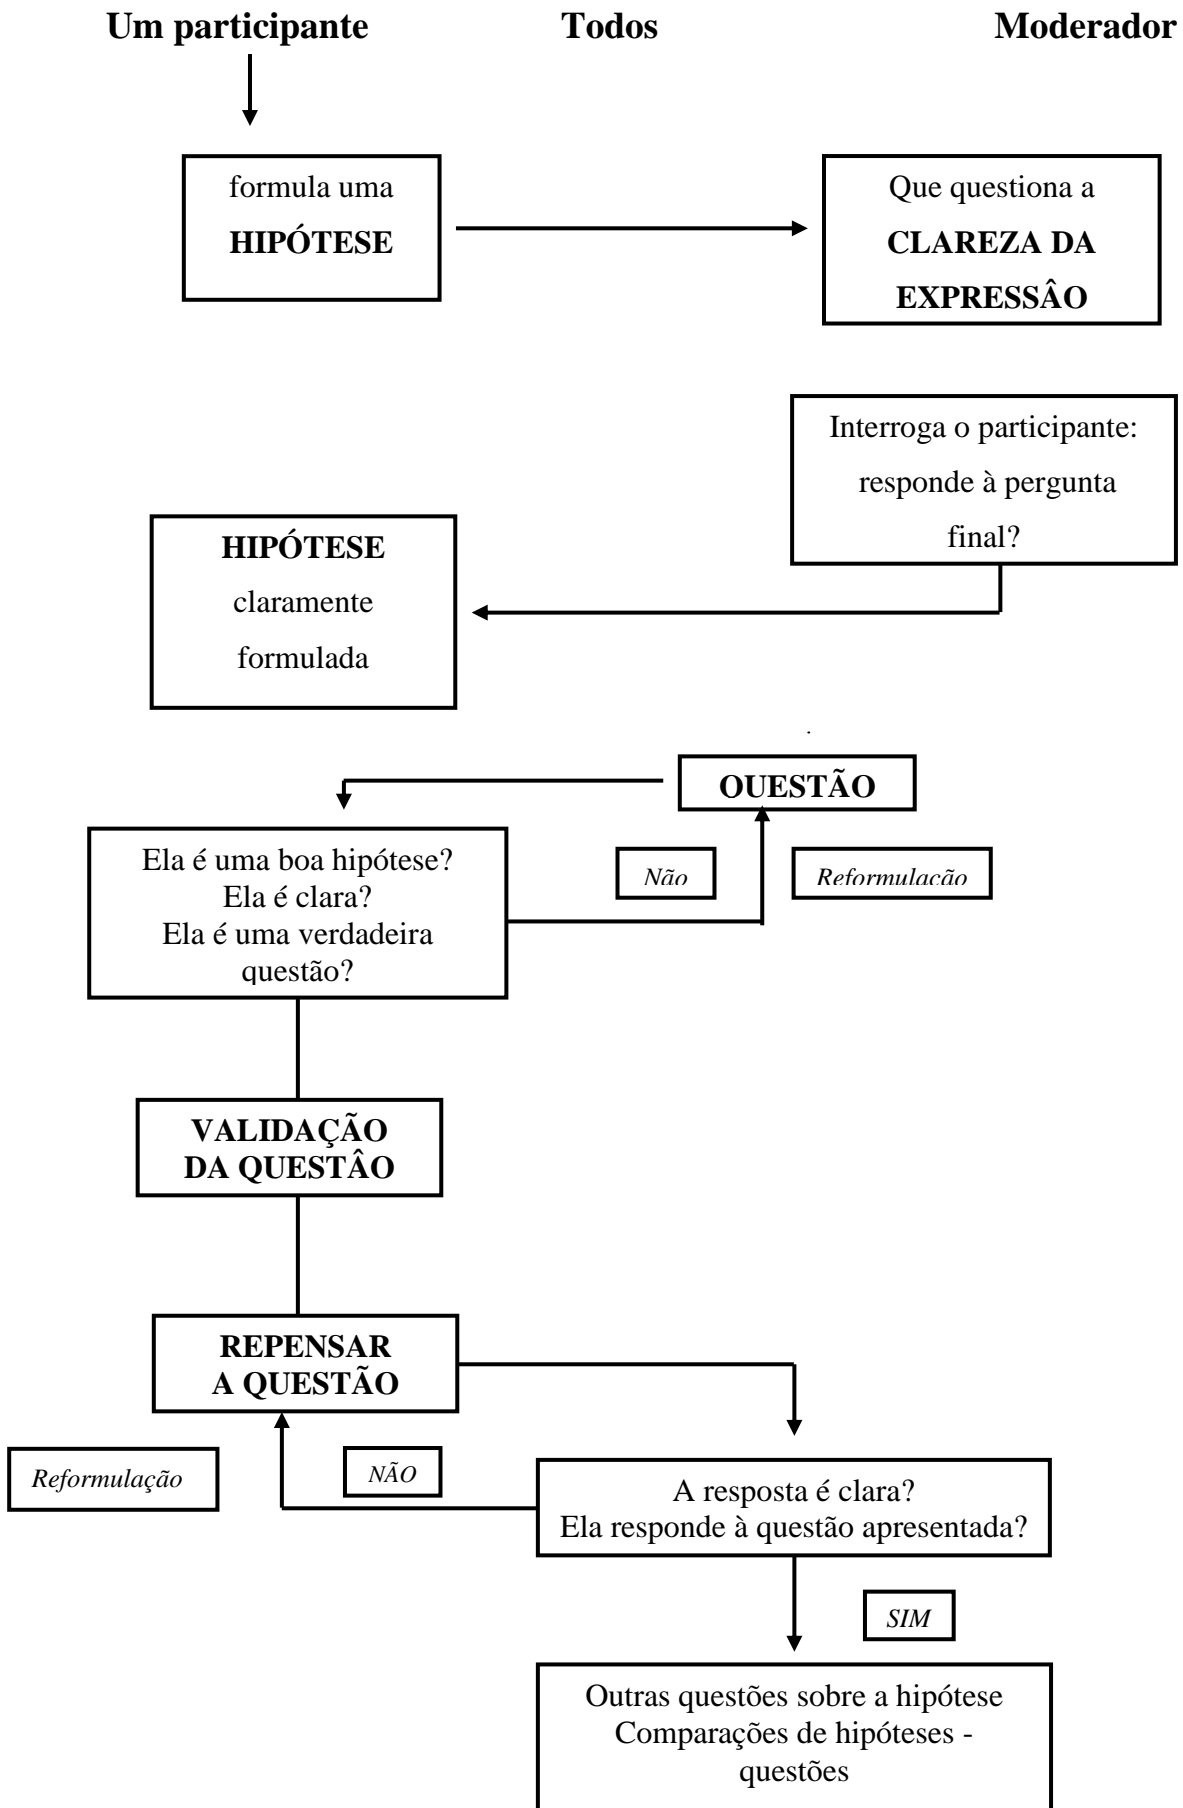 Um participante Todos Moderador
formula uma
HIPÓTESE
Que questiona a
CLAREZA DA
EXPRESSÂO
Interroga o participante:
responde à pergunta
final?
HIPÓTESE
claramente
formulada
QUESTÃO
Ela é uma boa hipótese?
Ela é clara?
Ela é uma verdadeira
questão?
Não
Reformulação
VALIDAÇÃO
DA QUESTÂO
REPENSAR
A QUESTÃO
Reformulação
NÃO
A resposta é clara?
Ela responde à questão apresentada?
SIM
Outras questões sobre a hipótese
Comparações de hipóteses -
questões